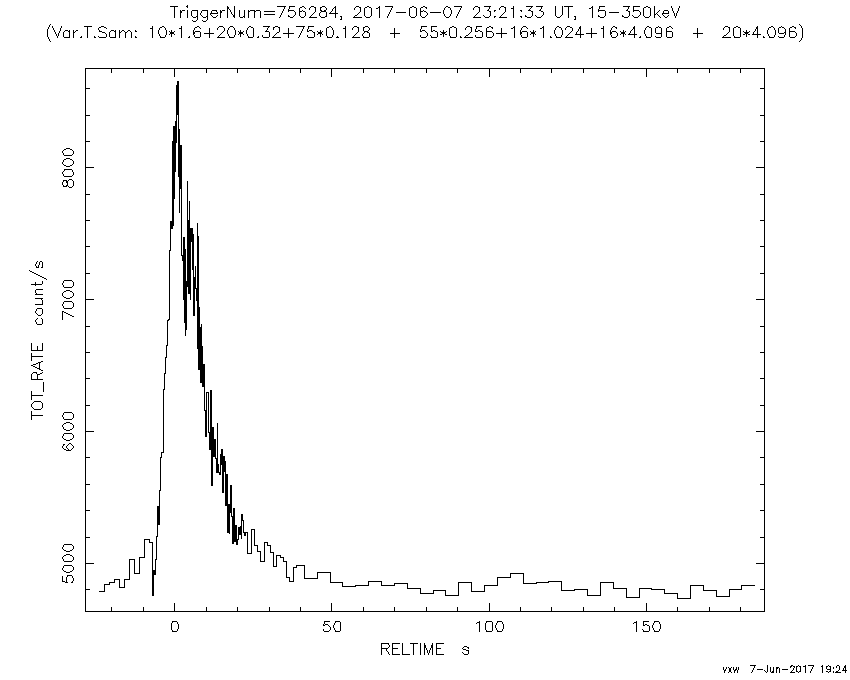 TriggerNum=756284, 2017-06-07 23:21:33 UT, 15-350keV
(Var.T.Sam: 10*1.6+20*0.32+75*0.128 + 55*0.256+16*1.024+16*4.096 + 20*4.096)
TOT_RATE count/s
8000
7000
6000
5000
0 50 100 150
RELTIME s
vxw 7-Jun-2017 19:24